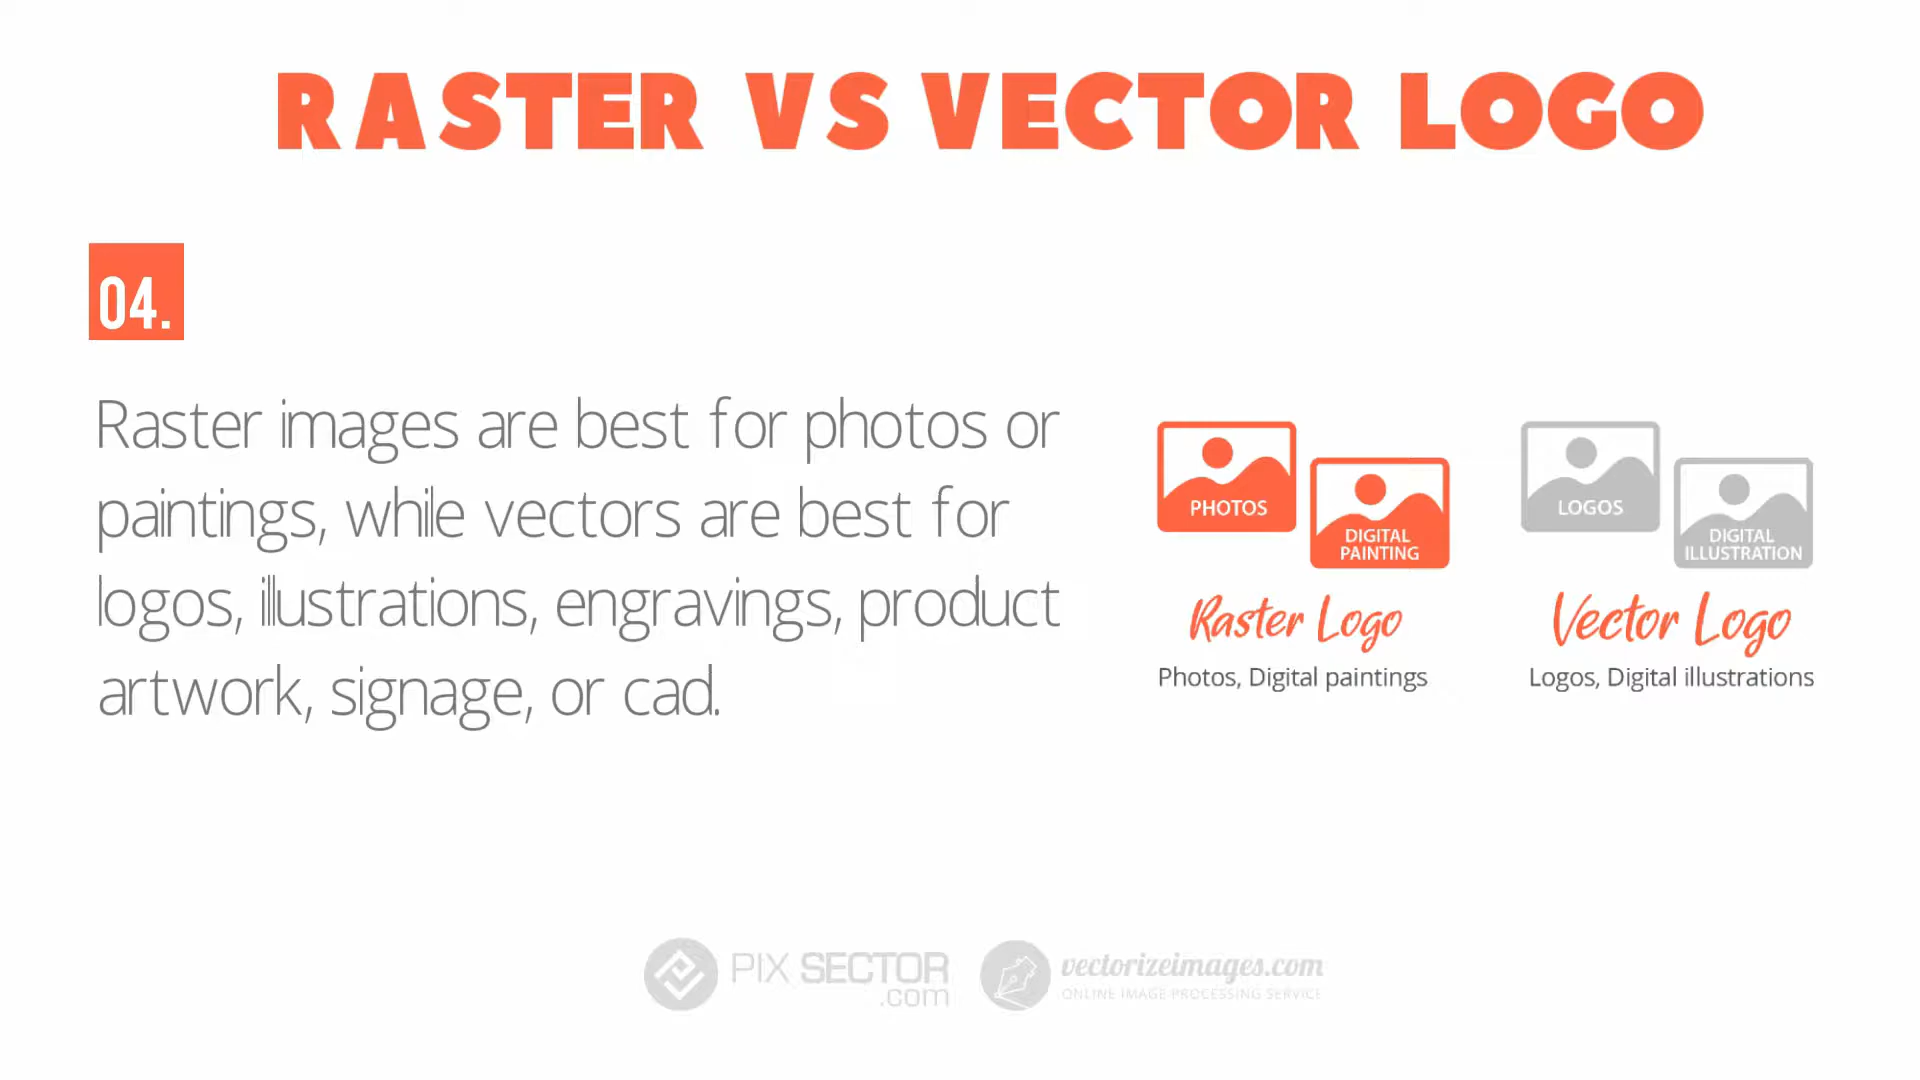 RASTER VS VECTOR LOGO
04.
Raster images are best for photos or
paintings, while vectors are best for
logos, illustrations, engravings, product
artwork, signage, or cad.
PHOTOS
DIGITAL
PAINTING
Raster Logo
Photos, Digital paintings
LOGOS
DIGITAL
ILLUSTRATION
Vector Logo
Logos, Digital illustrations
PIX SECTOR
.com
vectorizeimages.com
ONLINE IMAGE PROCESSING SERVICE